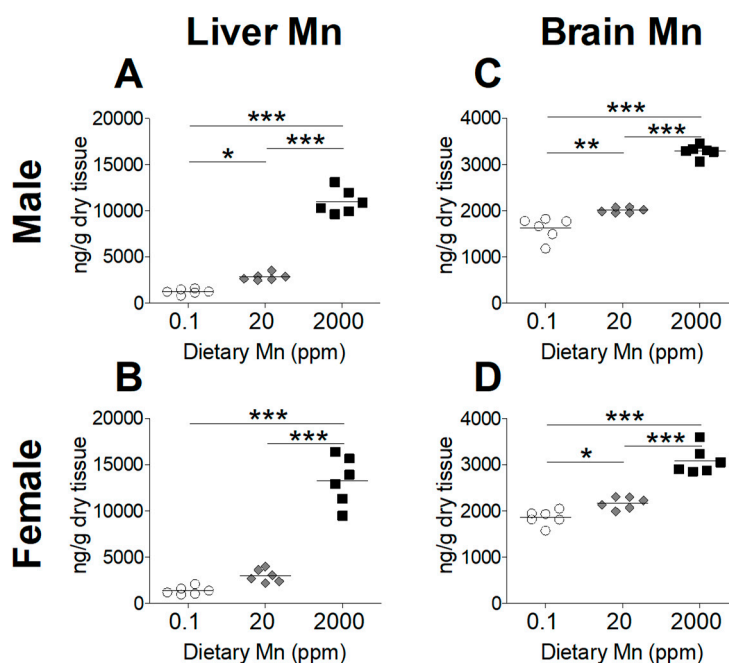 Liver Mn
Brain Mn
Male
A
20000
15000
10000
5000
0
ng/g dry tissue
***
*
***
0.1
20
2000
Dietary Mn (ppm)
C
4000
3000
2000
1000
0
ng/g dry tissue
***
**
***
0.1
20
2000
Dietary Mn (ppm)
Female
B
20000
15000
10000
5000
0
ng/g dry tissue
***
***
0.1
20
2000
Dietary Mn (ppm)
D
4000
3000
2000
1000
0
ng/g dry tissue
***
*
***
0.1
20
2000
Dietary Mn (ppm)